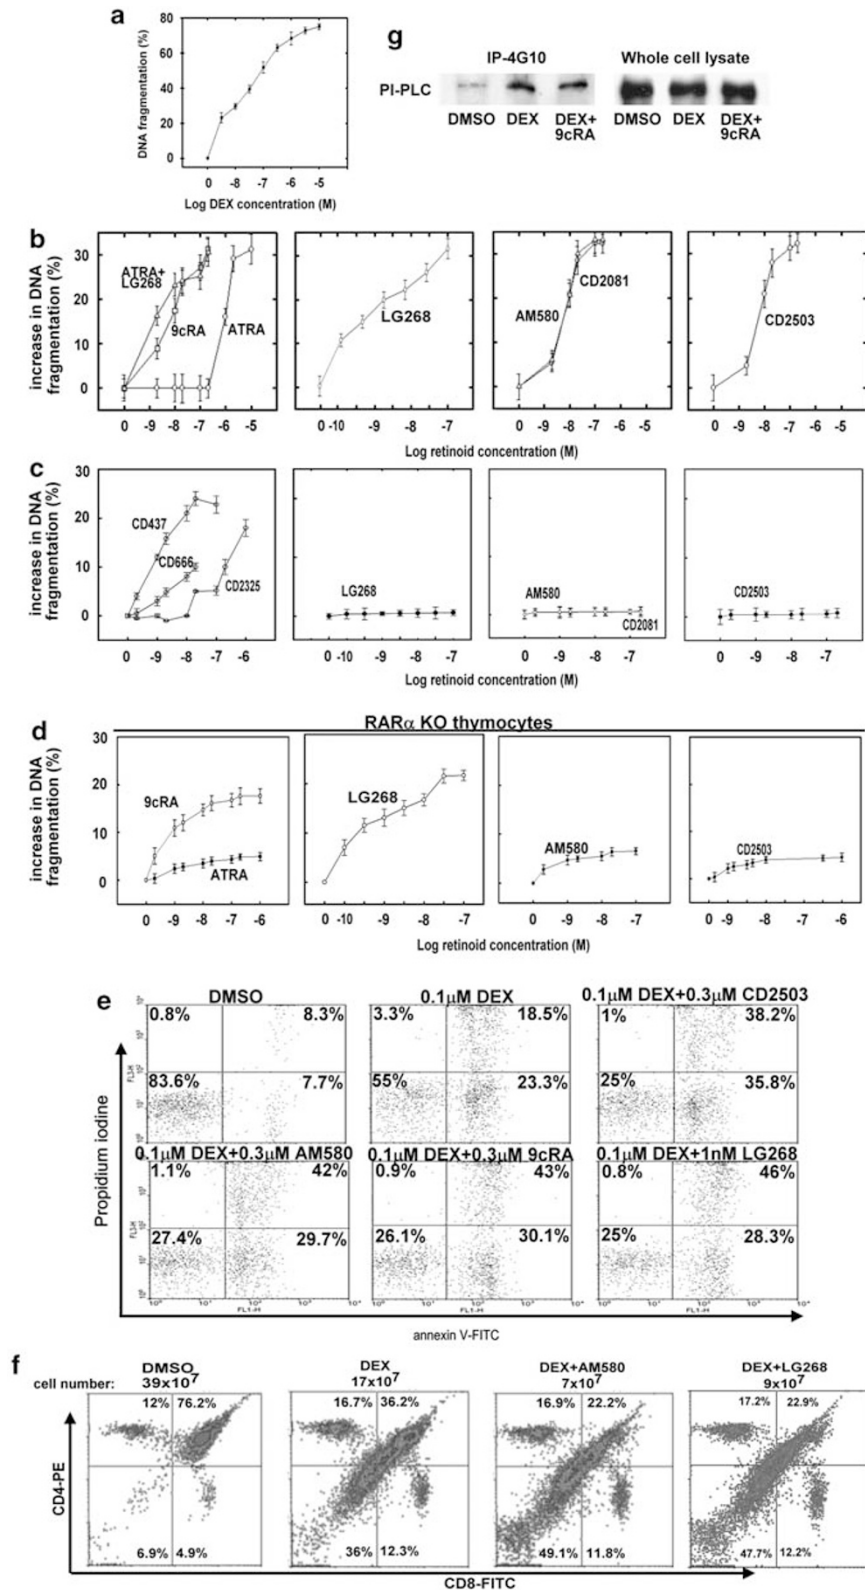 a
80
60
40
20
0
DNA fragmentation (%)
0 -8 -7 -6 -5
Log DEX concentration (M)
g
IP-4G10 Whole cell lysate
PI-PLC
DMSO DEX DEX+ 9cRA DMSO DEX DEX+ 9cRA
b
30
20
10
0
increase in DNA fragmentation (%)
ATRA+ LG268
9cRA
ATRA
LG268
AM580
CD2081
CD2503
0 -9 -8 -7 -6 -5
0 -10 -9 -8 -7
0 -9 -8 -7
0 -9 -8 -7
Log retinoid concentration (M)
c
30
20
10
0
increase in DNA fragmentation (%)
CD437
CD666
CD2325
LG268
AM580
CD2081
CD2503
0 -9 -8 -7 -6
0 -10 -9 -8 -7
0 -9 -8 -7
0 -9 -8 -7
Log retinoid concentration (M)
d
RARα KO thymocytes
30
20
10
0
increase in DNA fragmentation (%)
9cRA
ATRA
LG268
AM580
CD2503
0 -9 -8 -7 -6
0 -10 -9 -8 -7
0 -9 -8 -7
0 -9 -8 -7 -6
Log retinoid concentration (M)
e
DMSO
0.8% 8.3%
83.6% 7.7%
0.1µM DEX
3.3% 18.5%
55% 23.3%
0.1µM DEX+0.3µM CD2503
1% 38.2%
25% 35.8%
0.1µM DEX+0.3µM AM580
1.1% 42%
27.4% 29.7%
0.1µM DEX+0.3µM 9cRA
0.9% 43%
26.1% 30.1%
0.1µM DEX+1nM LG268
0.8% 46%
25% 28.3%
Propidium iodine
FL1-H FL1-H FL1-H
annexin V-FITC
f
cell number:
DMSO
39x10⁷
12% 76.2%
6.9% 4.9%
DEX
17x10⁷
16.7% 36.2%
36% 12.3%
DEX+AM580
7x10⁷
16.9% 22.2%
49.1% 11.8%
DEX+LG268
9x10⁷
17.2% 22.9%
47.7% 12.2%
CD4-PE
CD8-FITC